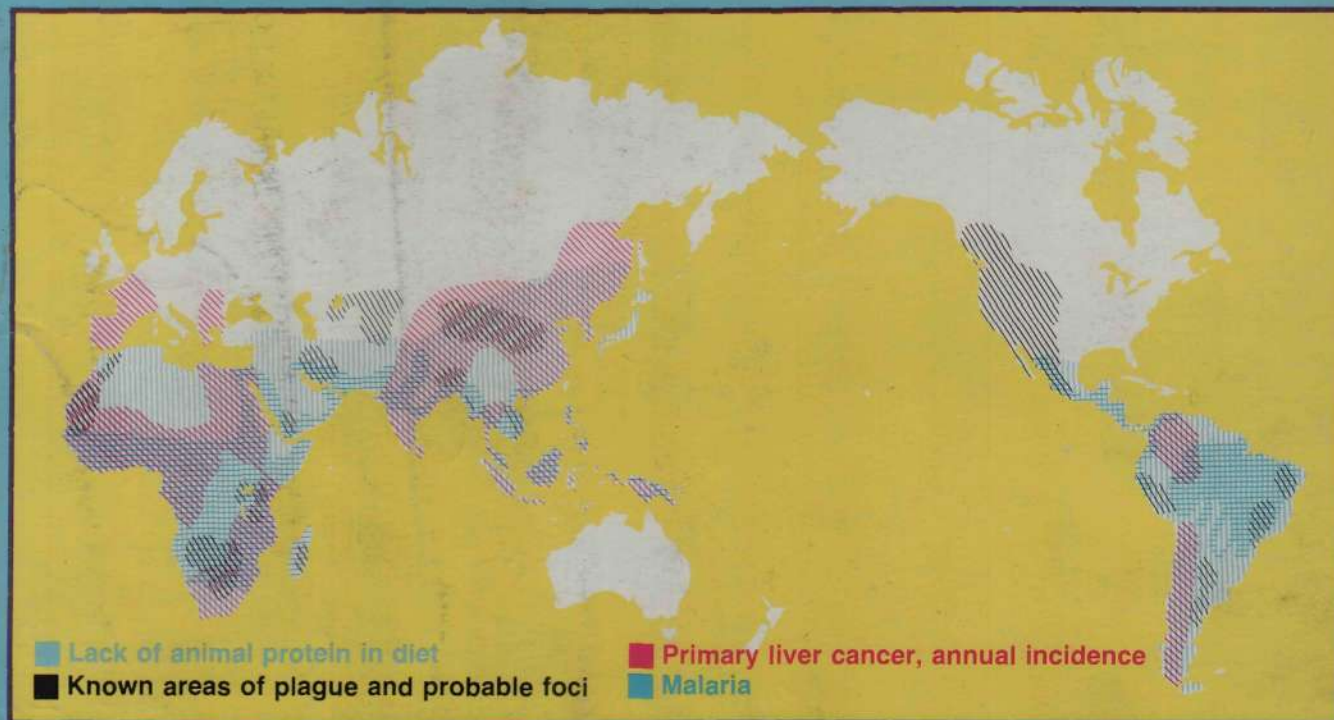 Lack of animal protein in diet
Known areas of plague and probable foci
Primary liver cancer, annual incidence
Malaria